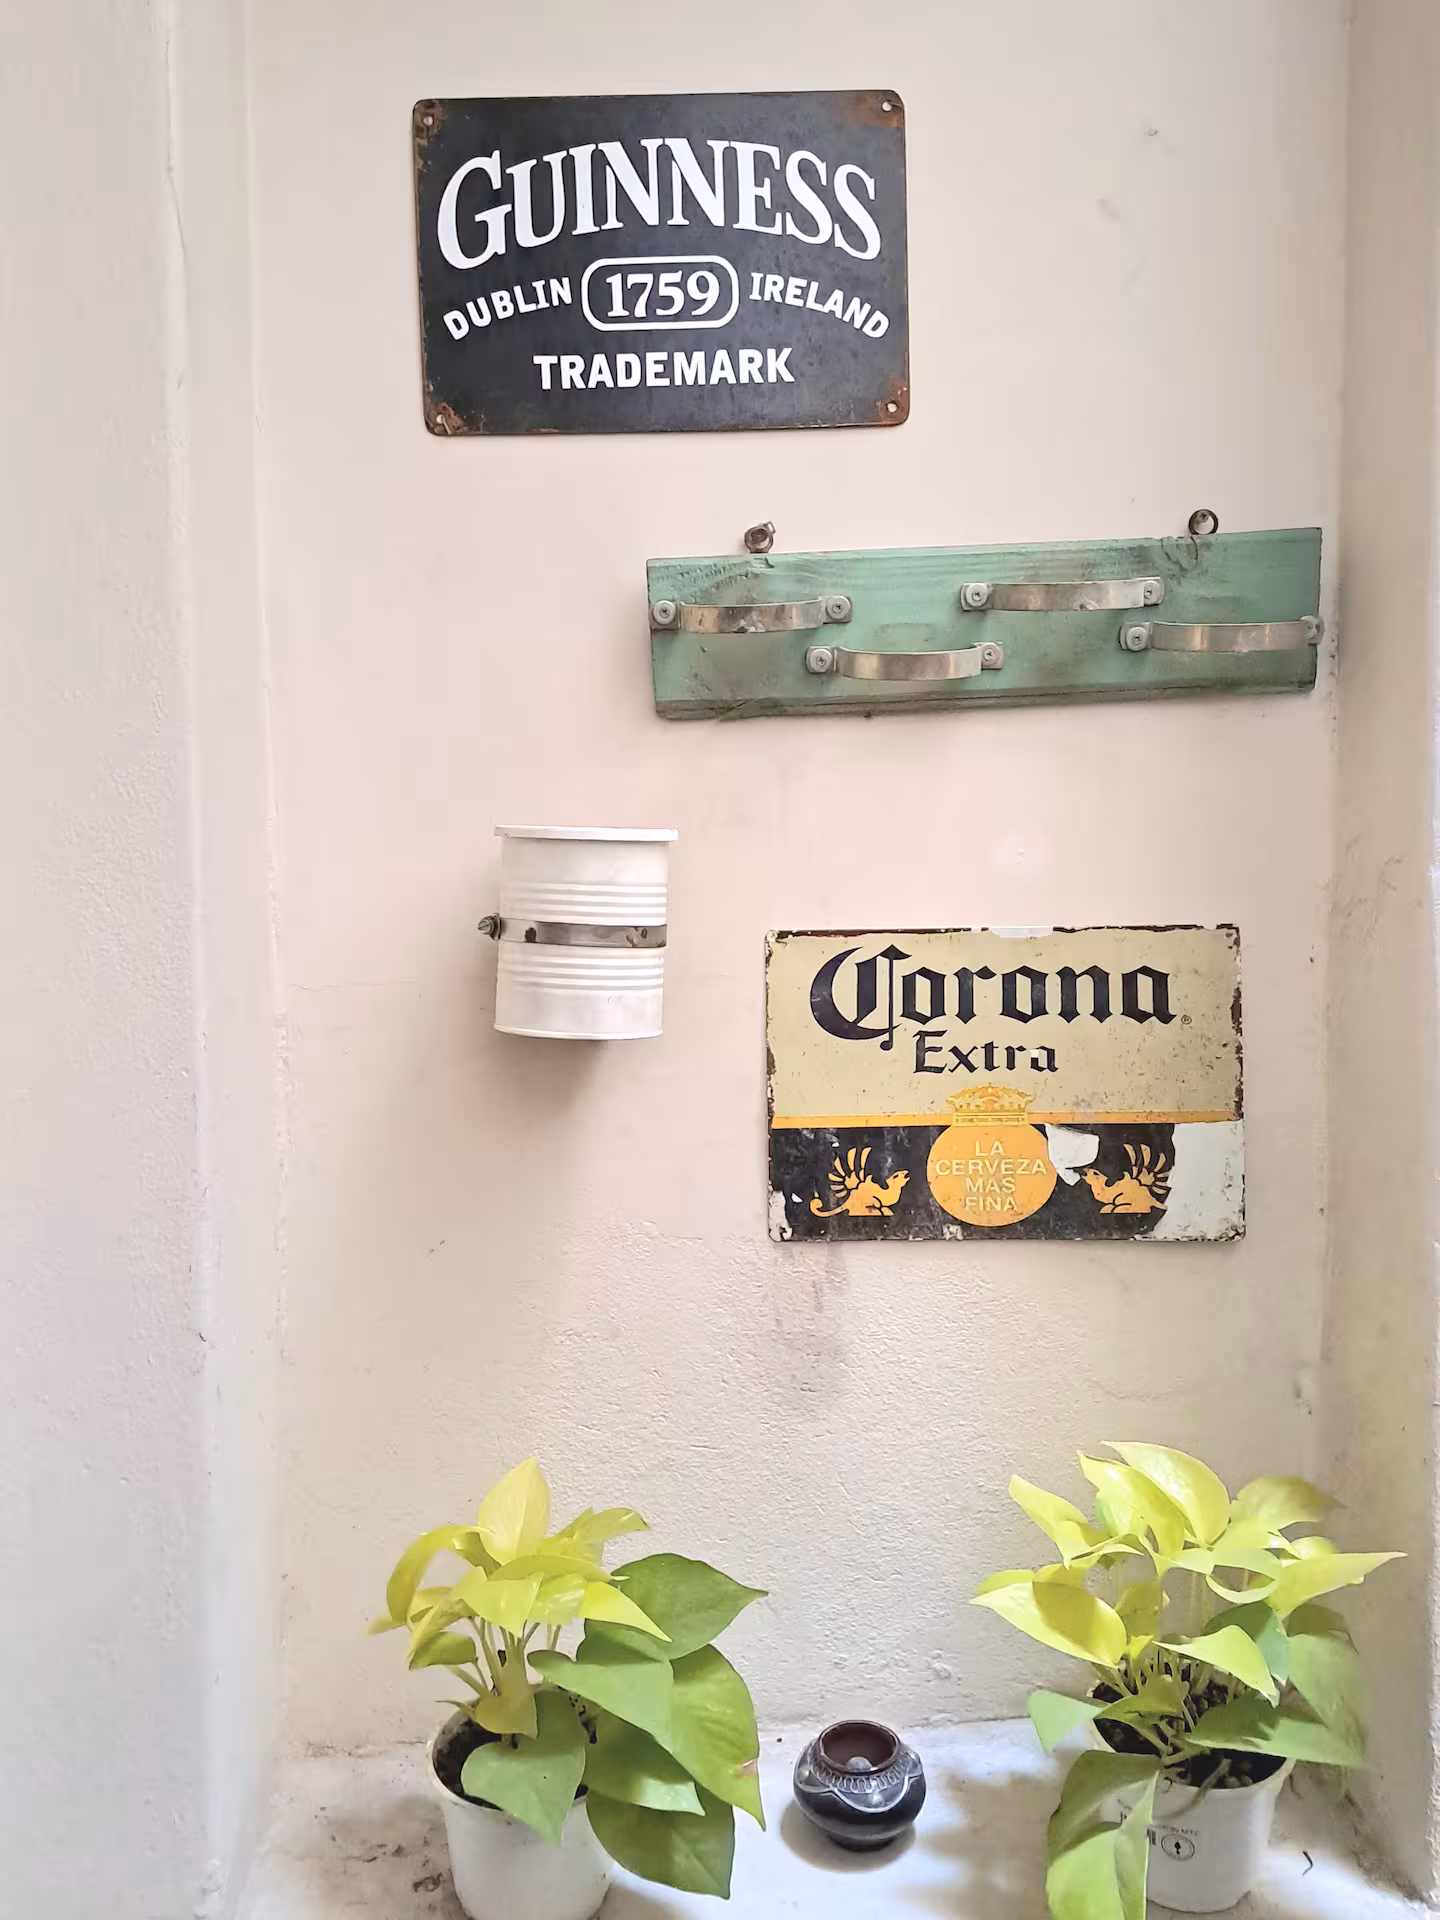 GUINNESS
DUBLIN 1759 IRELAND
TRADEMARK
Corona
Extra
LA
CERVEZA
MAS
FINA